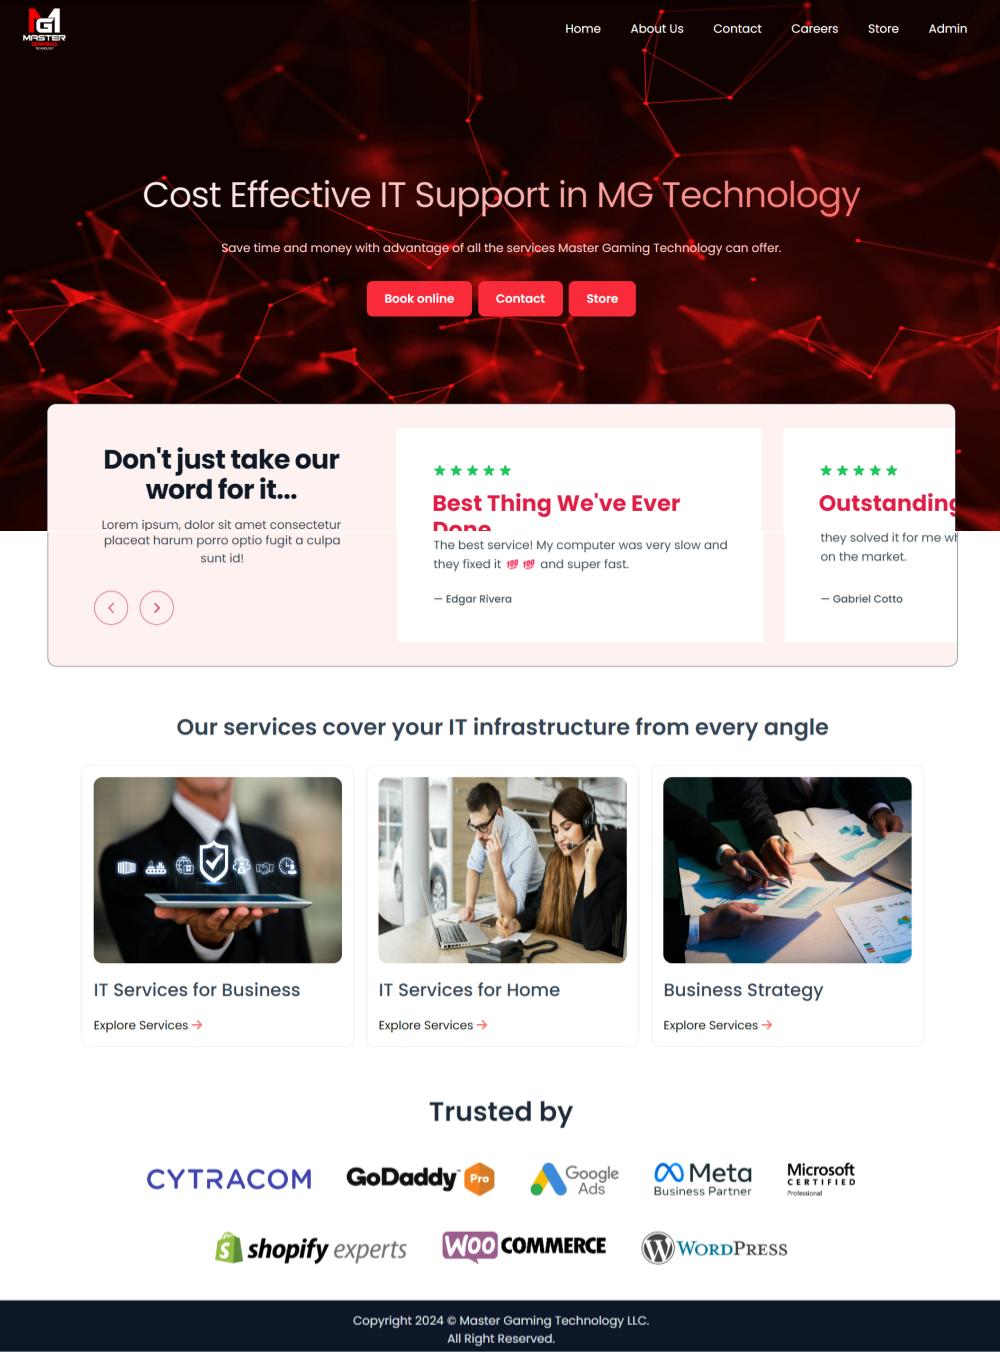 MASTER
GAMING
TECHNOLOGY
Home About Us Contact Careers Store Admin
Cost Effective IT Support in MG Technology
Save time and money with advantage of all the services Master Gaming Technology can offer.
Book online Contact Store
Don't just take our
word for it...
Lorem ipsum, dolor sit amet consectetur
placeat harum porro optio fugit a culpa
sunt id!
Best Thing We've Ever
Done
The best service! My computer was very slow and
they fixed it 💯 💯 and super fast.
— Edgar Rivera
Outstanding
they solved it for me
on the market.
— Gabriel Cotto
Our services cover your IT infrastructure from every angle
IT Services for Business
Explore Services →
IT Services for Home
Explore Services →
Business Strategy
Explore Services →
Trusted by
CYTRACOM
GoDaddy™ Pro
Google
Ads
Meta
Business Partner
Microsoft
CERTIFIED
Professional
shopify experts
WOO COMMERCE
WORDPRESS
Copyright 2024 © Master Gaming Technology LLC.
All Right Reserved.